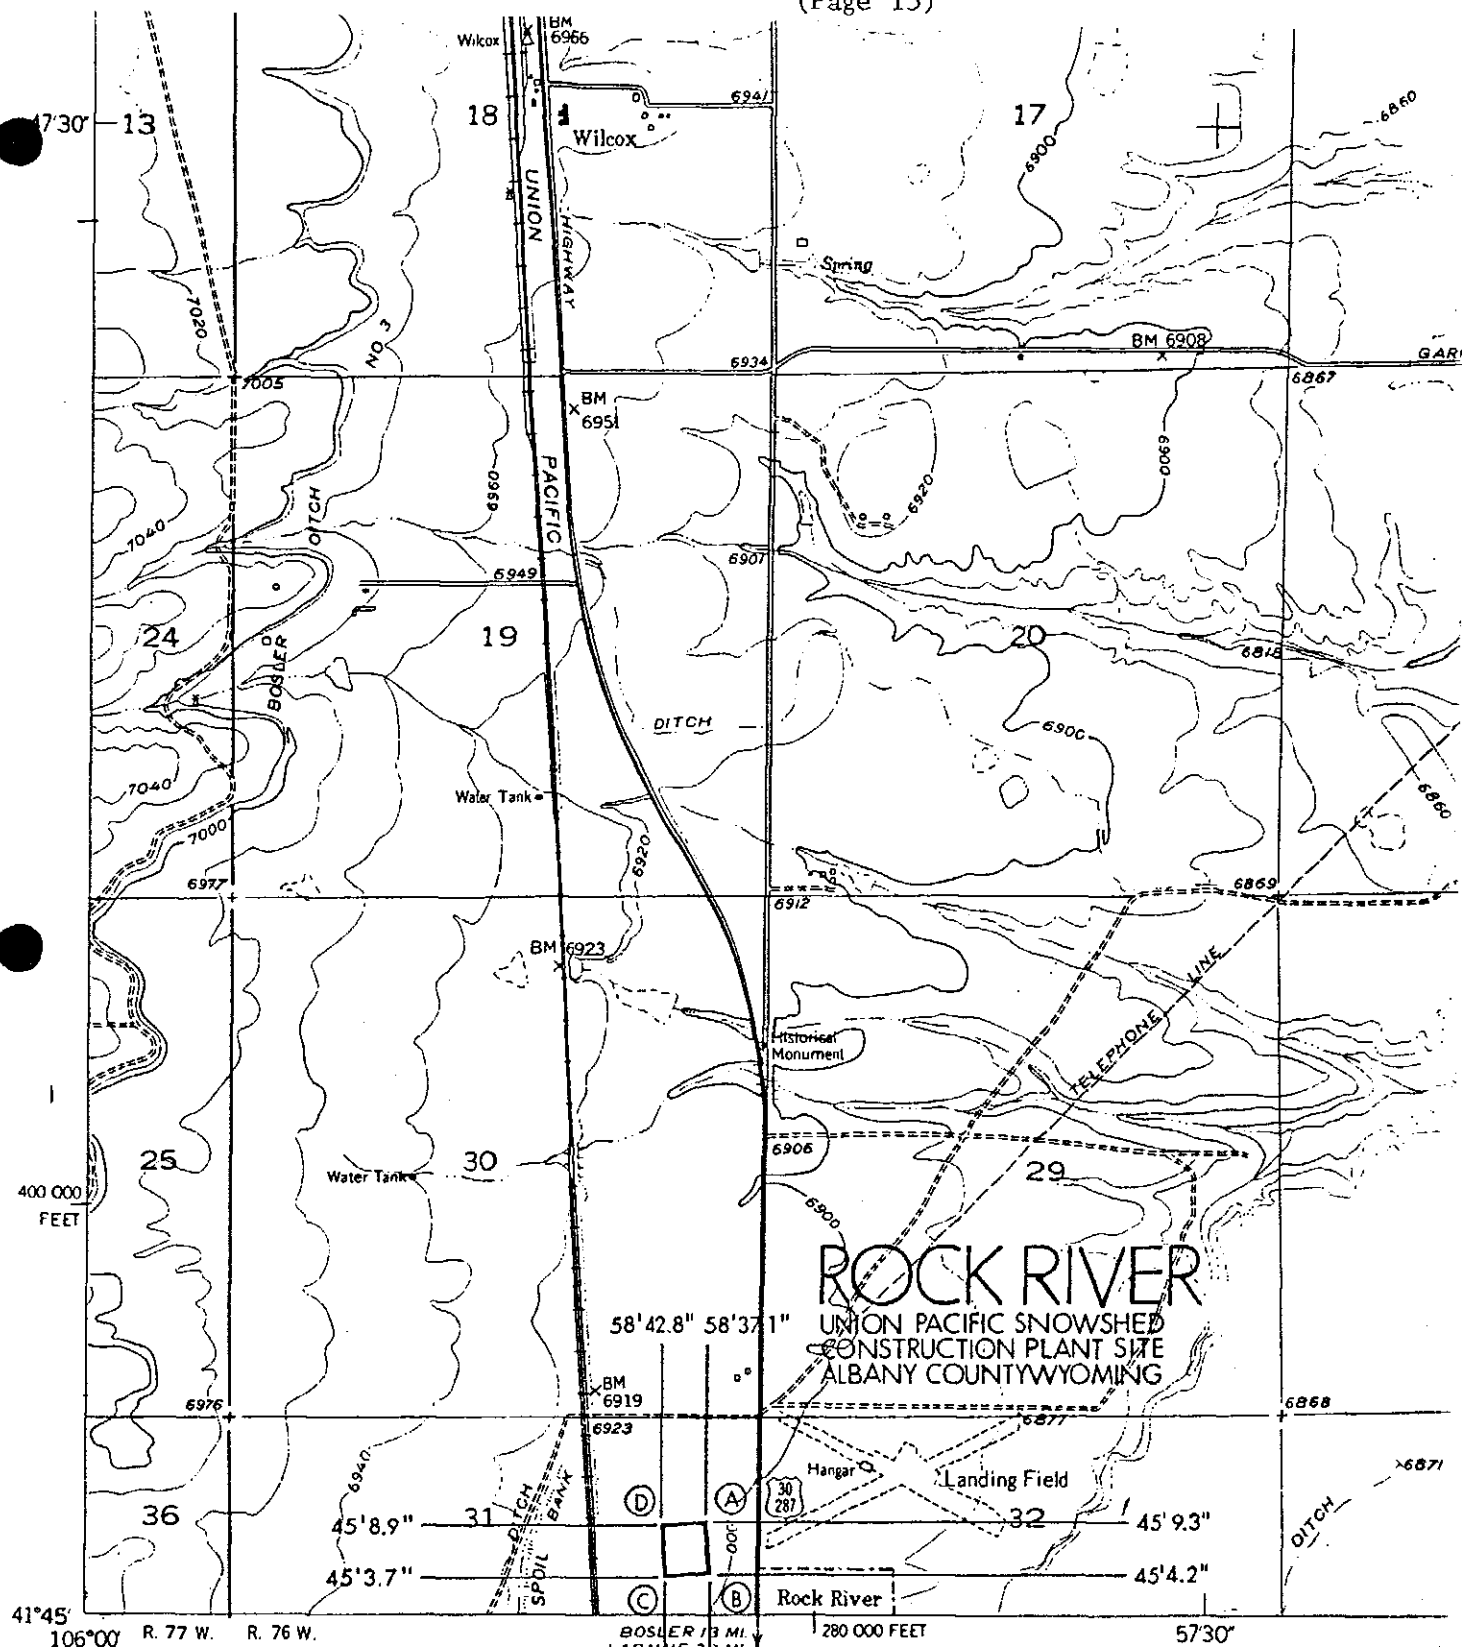 (Page 15)
Wilcox
BM
6966
47'30"
13
18
6941
17
6860
Wilcox
6900
UNION
HIGHWAY
Spring
7020
NO 3
6934
BM 6908
7005
6867
BM
6951
PACIFIC
6960
6900
6920
DITCH
7040
6949
6901
24
19
20
BOSLER
6818
DITCH
6900
7040
Water Tank
6860
7000
6920
6977
6869
6912
BM 6923
LINE
Historical
Monument
TELEPHONE
6906
25
30
29
Water Tank
400 000
FEET
6900
ROCK RIVER
UNION PACIFIC SNOWSHED
CONSTRUCTION PLANT SITE
ALBANY COUNTY WYOMING
58'42.8" 58'37.1"
BM
6919
6976
6923
6877
6868
6940
Hangar
Landing Field
6871
30
287
D
A
36
31
32
DITCH
SPOIL BANK
DITCH
45'8.9"
45'9.3"
45'3.7"
45'4.2"
C
B
Rock River
41°45'
106°00'
R. 77 W.
R. 76 W.
BOSLER 13 MI.
280 000 FEET
57'30"